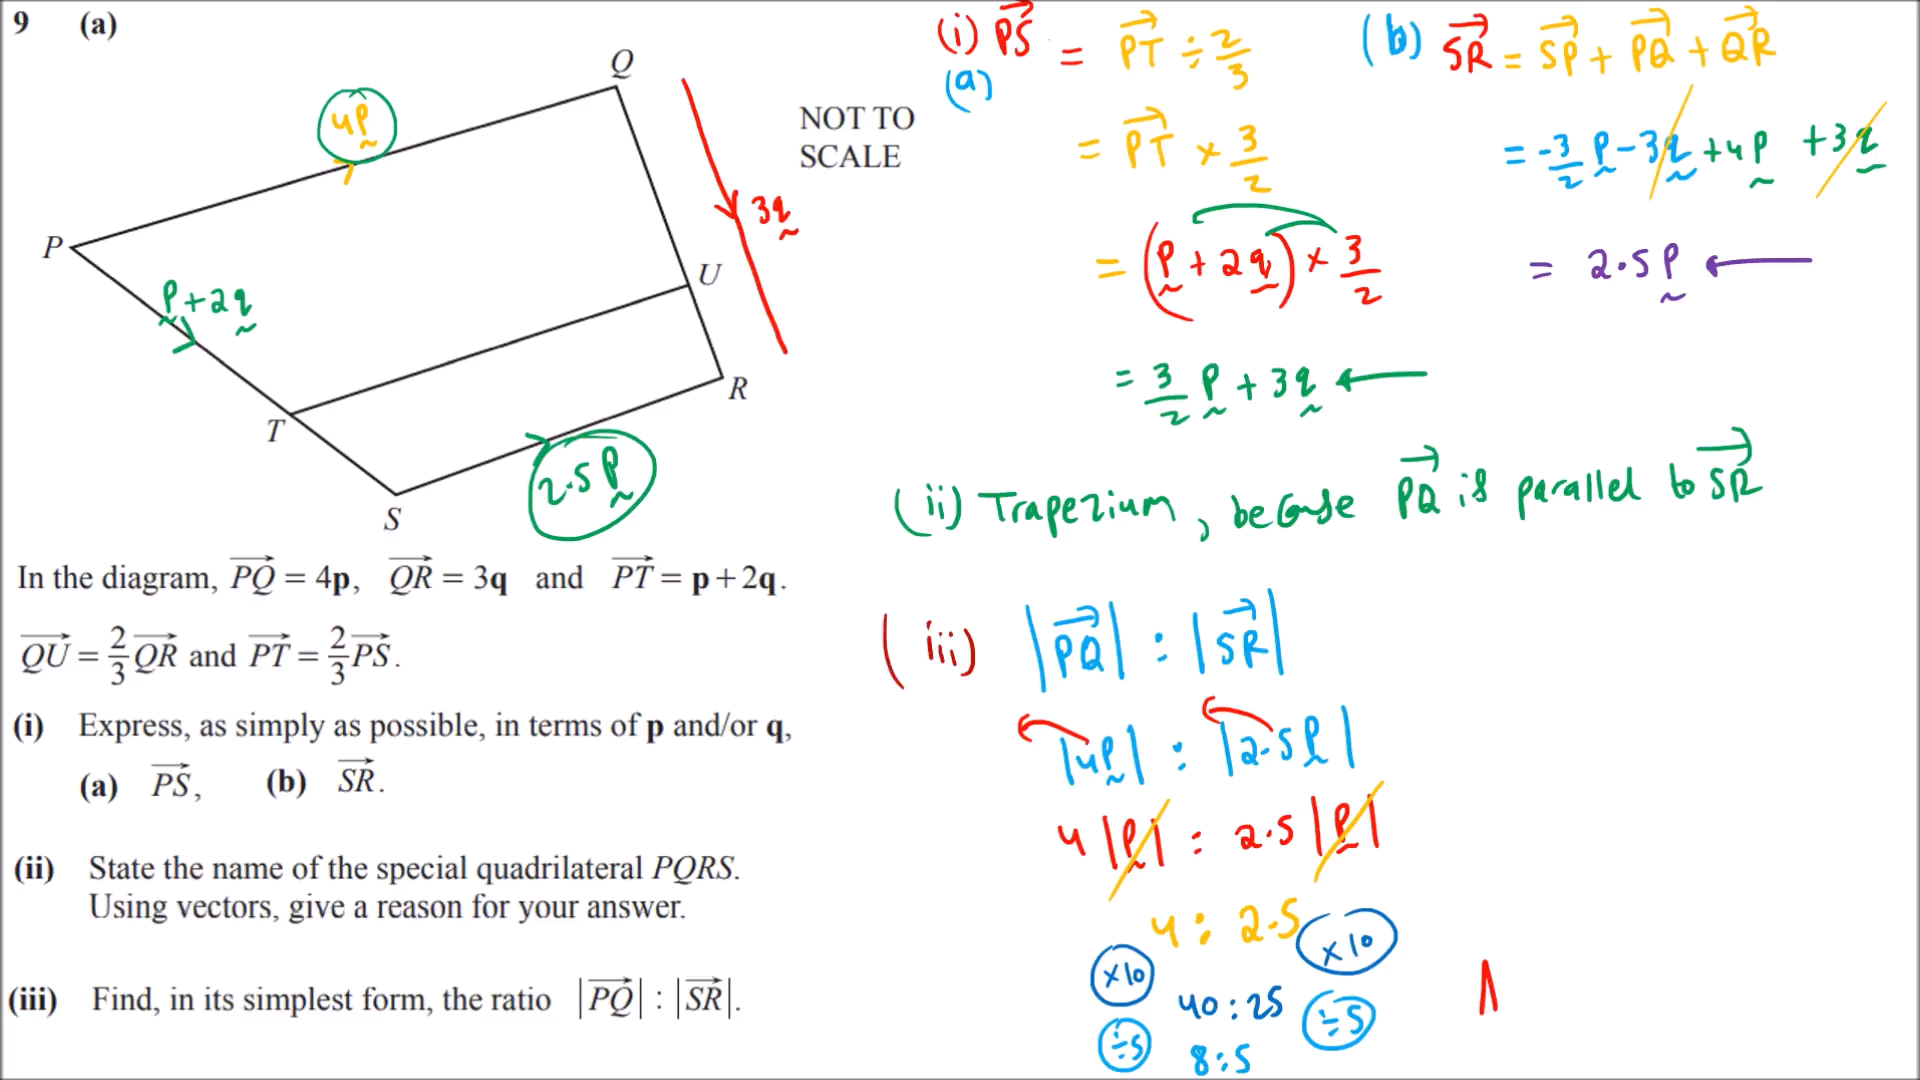 9 (a)
Q
4p
P
NOT TO
SCALE
3q
U
p+2q
R
T
2.5p
S
In the diagram, PQ = 4p, QR = 3q and PT = p + 2q.
QU = 2/3 QR and PT = 2/3 PS.
(i) Express, as simply as possible, in terms of p and/or q,
(a) PS, (b) SR.
(ii) State the name of the special quadrilateral PQRS.
Using vectors, give a reason for your answer.
(iii) Find, in its simplest form, the ratio |PQ| : |SR|.
(i) PS = PT ÷ 2/3
(a)
= PT × 3/2
= (p + 2q) × 3/2
= 3/2 p + 3q
(b) SR = SP + PQ + QR
= -3/2 p - 3q + 4p + 3q
= 2.5p
(ii) Trapezium, because PQ is parallel to SR
(iii) |PQ| : |SR|
|4p| : |2.5p|
4|p| : 2.5|p|
4 : 2.5
×10 ×10
40 : 25
÷5 ÷5
8 : 5